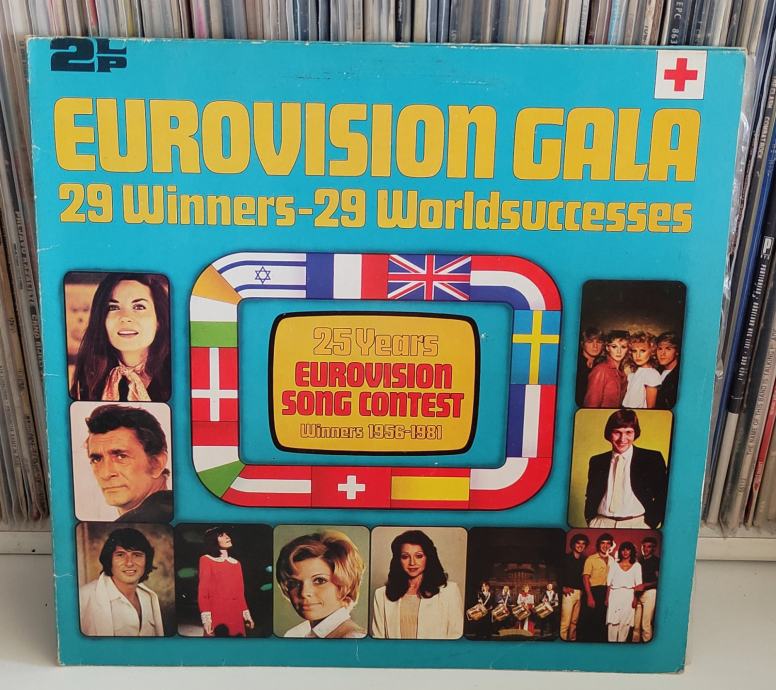 2LP
EUROVISION GALA
29 Winners-29 Worldsuccesses
25 Years
EUROVISION
SONG CONTEST
Winners 1956-1981